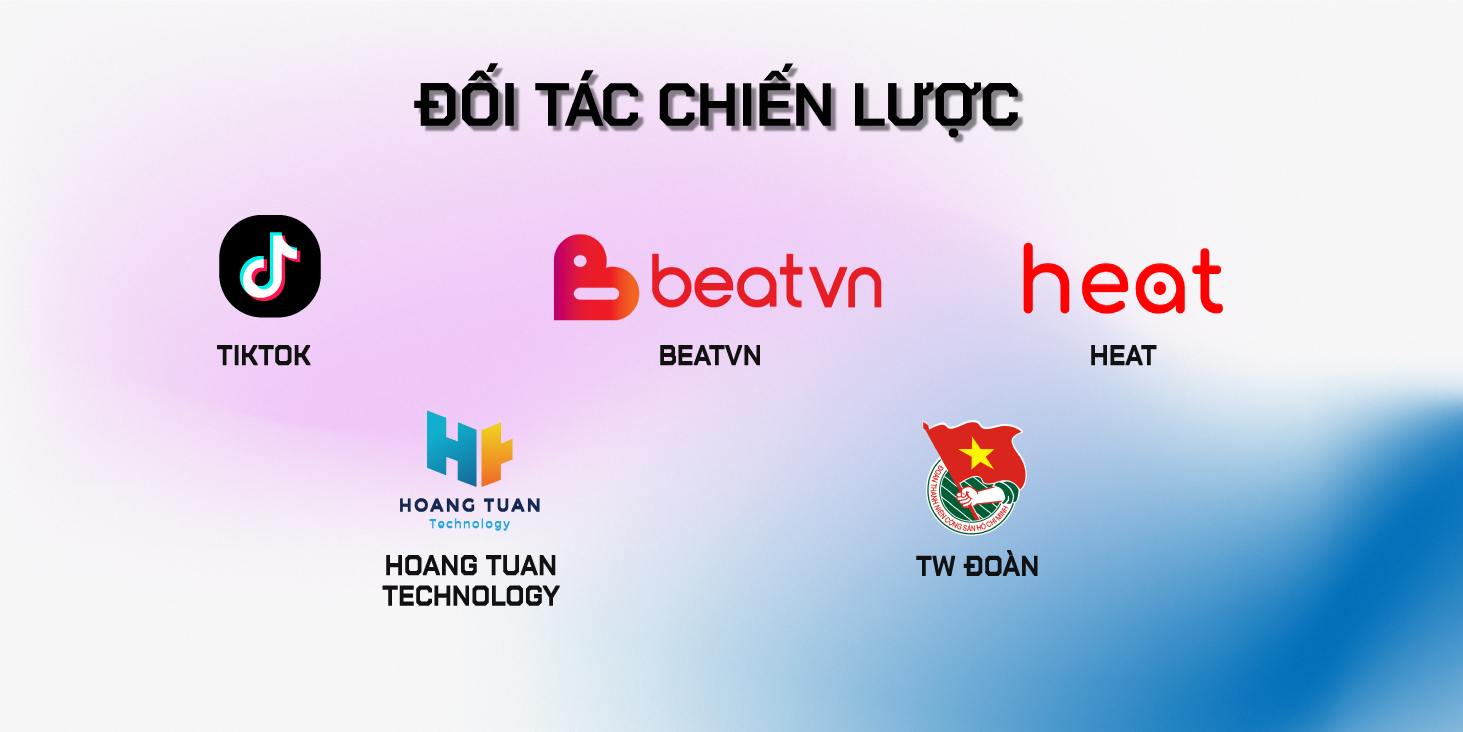 ĐỐI TÁC CHIẾN LƯỢC
beatvn
heat
TIKTOK
BEATVN
HEAT
HOANG TUAN
Technology
ĐOÀN THANH NIÊN CỘNG SẢN HỒ CHÍ MINH
HOANG TUAN
TECHNOLOGY
TW ĐOÀN